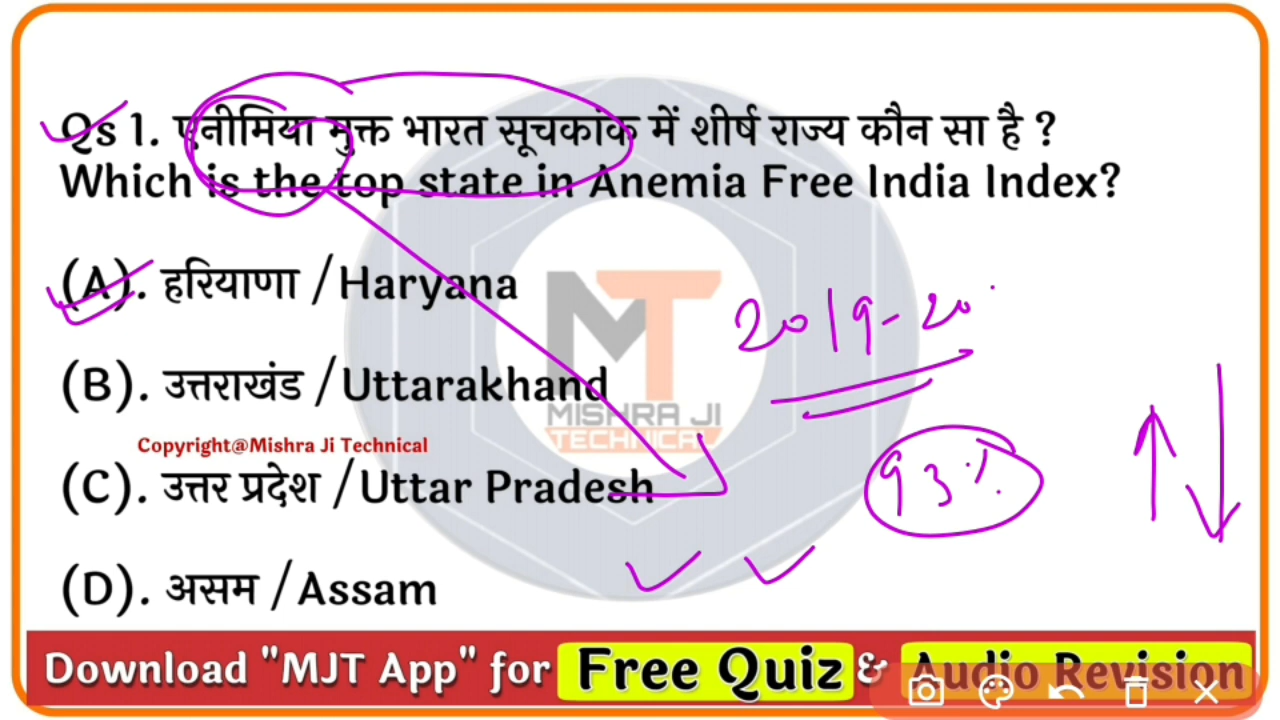 Qs 1. एनीमिया मुक्त भारत सूचकांक में शीर्ष राज्य कौन सा है ?
Which is the top state in Anemia Free India Index?
(A). हरियाणा / Haryana
2019-20
(B). उत्तराखंड / Uttarakhand
MT
MISHRA JI
TECHNICAL
Copyright@Mishra Ji Technical
(C). उत्तर प्रदेश / Uttar Pradesh
93%
(D). असम / Assam
Download "MJT App" for Free Quiz & Audio Revision